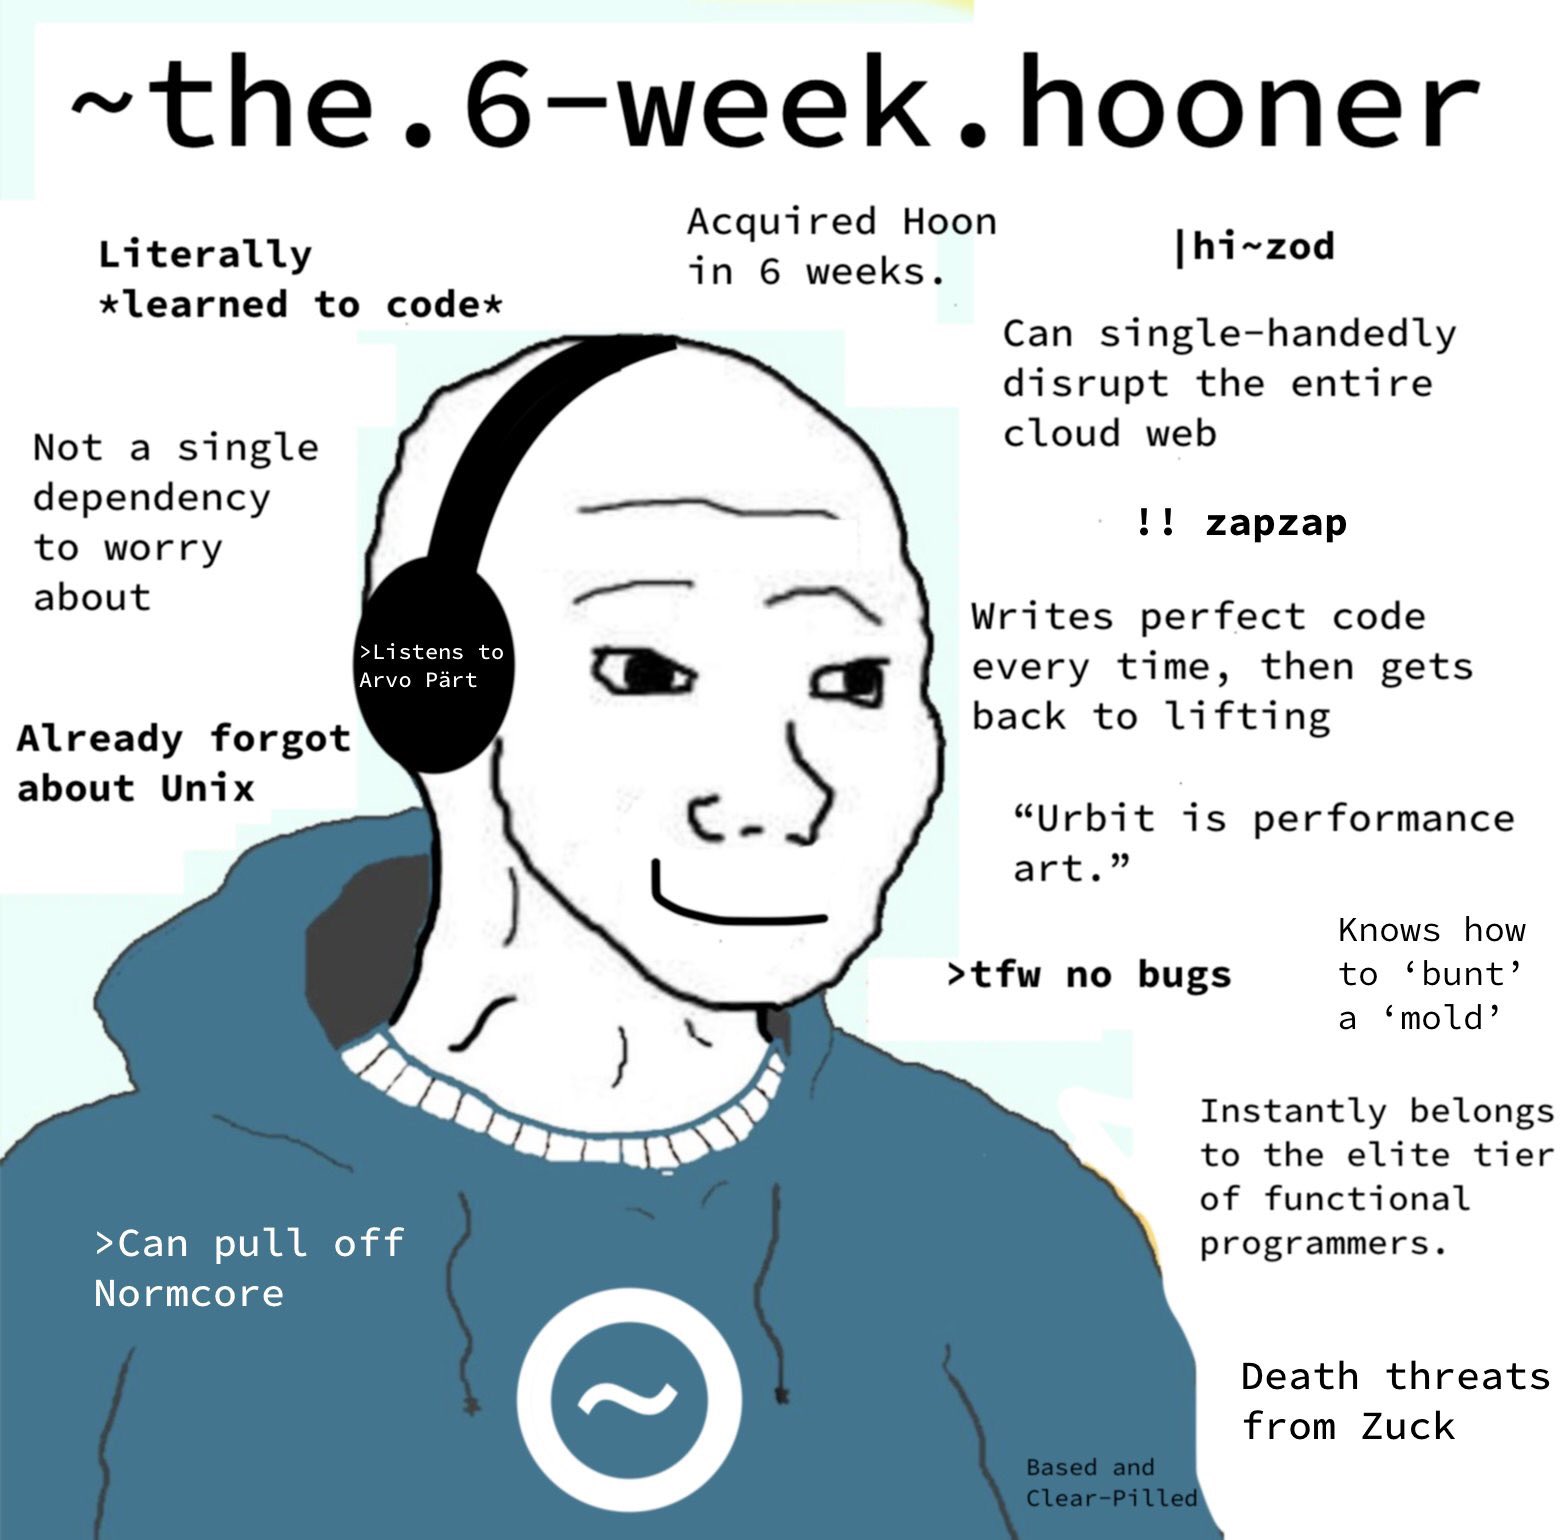 ~the.6-week.hooner
Literally
*learned to code*
Acquired Hoon
in 6 weeks.
|hi~zod
Can single-handedly
disrupt the entire
cloud web
Not a single
dependency
to worry
about
!! zapzap
Writes perfect code
every time, then gets
back to lifting
>Listens to
Arvo Pärt
Already forgot
about Unix
“Urbit is performance
art.”
>tfw no bugs
Knows how
to ‘bunt’
a ‘mold’
Instantly belongs
to the elite tier
of functional
programmers.
>Can pull off
Normcore
~
Death threats
from Zuck
Based and
Clear-Pilled